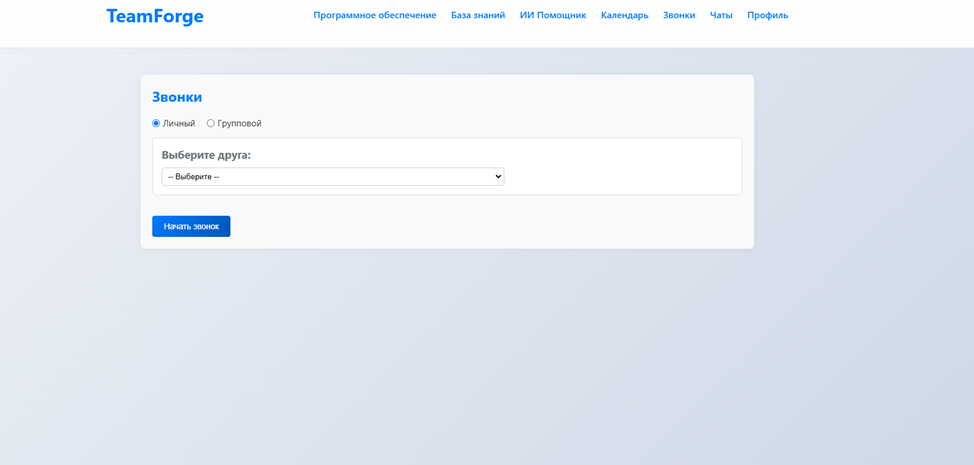 TeamForge
Программное обеспечение База знаний ИИ Помощник Календарь Звонки Чаты Профиль
Звонки
Личный Групповой
Выберите друга:
-- Выберите --
Начать звонок